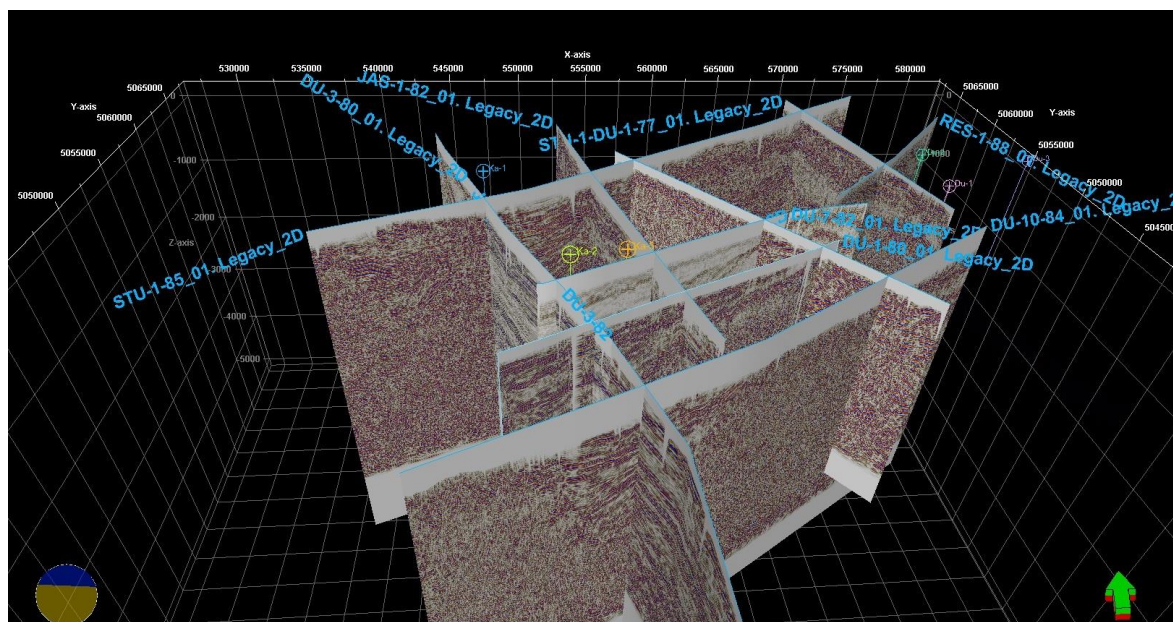 X-axis
530000 535000 540000 545000 550000 555000 560000 565000 570000 575000 580000
5065000
5060000
Y-axis
5055000
5050000
0
-1000
-2000
Z-axis
-3000
-4000
-5000
0
5065000
5060000
Y-axis
5055000
5050000
JAS-1-82_01. Legacy_2D
DU-3-80_01. Legacy_2D
STU-1-DU-1-77_01. Legacy_2D
RES-1-88_01. Legacy_2D
STU-1-85_01. Legacy_2D
DU-7-82_01. Legacy_2D
DU-10-84_01. Legacy_2
DU-1-80_01. Legacy_2D
DU-3-82
Ka-1
Ka-2
Du-1